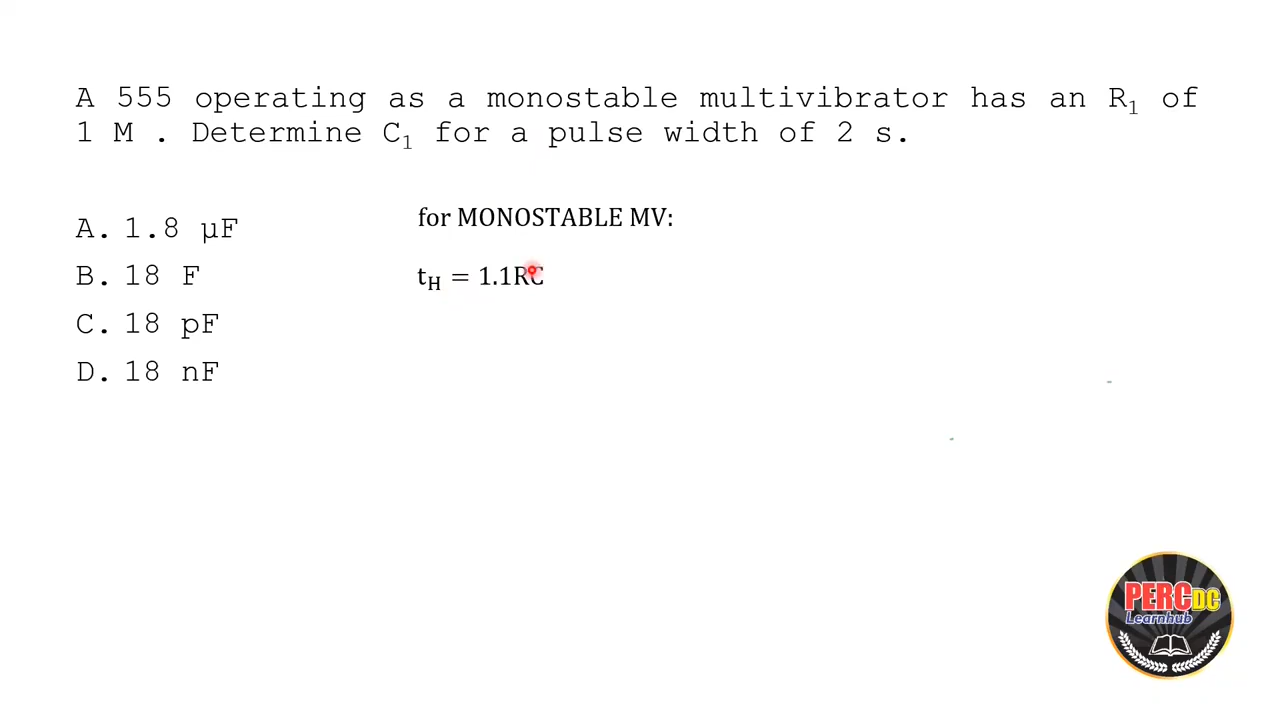 A 555 operating as a monostable multivibrator has an R₁ of
1 M . Determine C₁ for a pulse width of 2 s.
A. 1.8 µF
B. 18 F
C. 18 pF
D. 18 nF
for MONOSTABLE MV:
t_H = 1.1RC
PERC DC
Learnhub